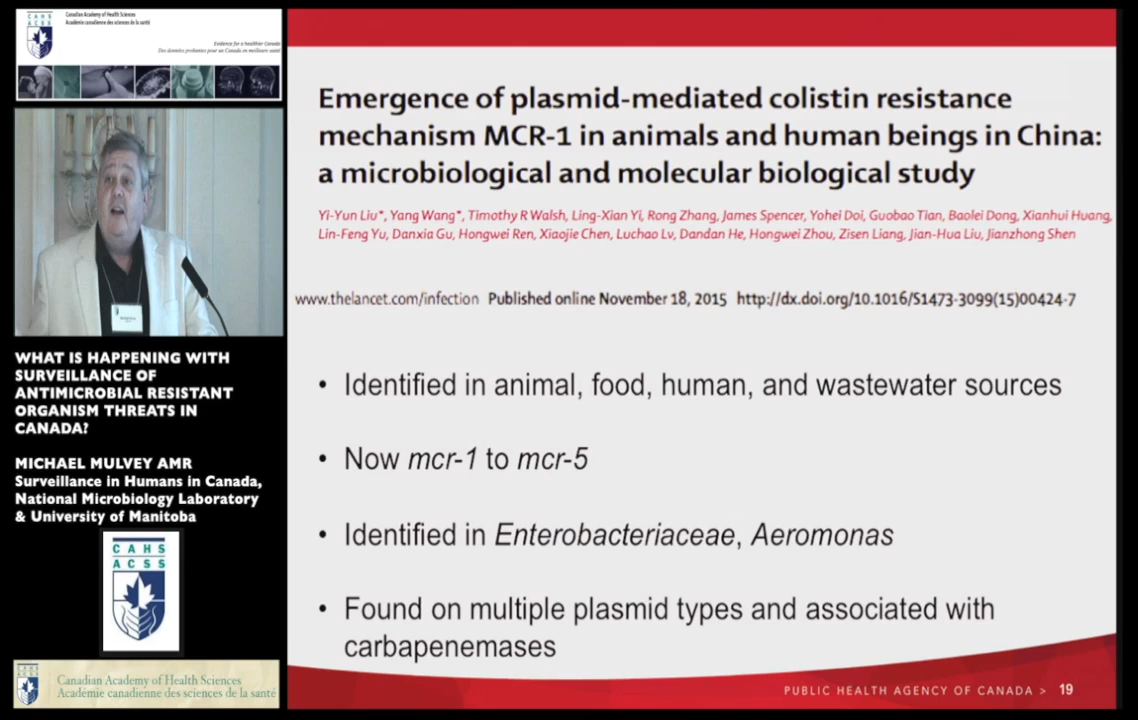 CAHS
ACSS
Canadian Academy of Health Sciences
Académie canadienne des sciences de la santé
Evidence for a healthier Canada
Des données probantes pour un Canada en meilleure santé
WHAT IS HAPPENING WITH
SURVEILLANCE OF
ANTIMICROBIAL RESISTANT
ORGANISM THREATS IN
CANADA?
MICHAEL MULVEY AMR
Surveillance in Humans in Canada,
National Microbiology Laboratory
& University of Manitoba
CAHS
ACSS
CAHS
ACSS
Canadian Academy of Health Sciences
Académie canadienne des sciences de la santé
Emergence of plasmid-mediated colistin resistance
mechanism MCR-1 in animals and human beings in China:
a microbiological and molecular biological study
Yi-Yun Liu*, Yang Wang*, Timothy R Walsh, Ling-Xian Yi, Rong Zhang, James Spencer, Yohei Doi, Guobao Tian, Baolei Dong, Xianhui Huang,
Lin-Feng Yu, Danxia Gu, Hongwei Ren, Xiaojie Chen, Luchao Lv, Dandan He, Hongwei Zhou, Zisen Liang, Jian-Hua Liu, Jianzhong Shen
www.thelancet.com/infection Published online November 18, 2015 http://dx.doi.org/10.1016/S1473-3099(15)00424-7
• Identified in animal, food, human, and wastewater sources
• Now mcr-1 to mcr-5
• Identified in Enterobacteriaceae, Aeromonas
• Found on multiple plasmid types and associated with
carbapenemases
PUBLIC HEALTH AGENCY OF CANADA > 19